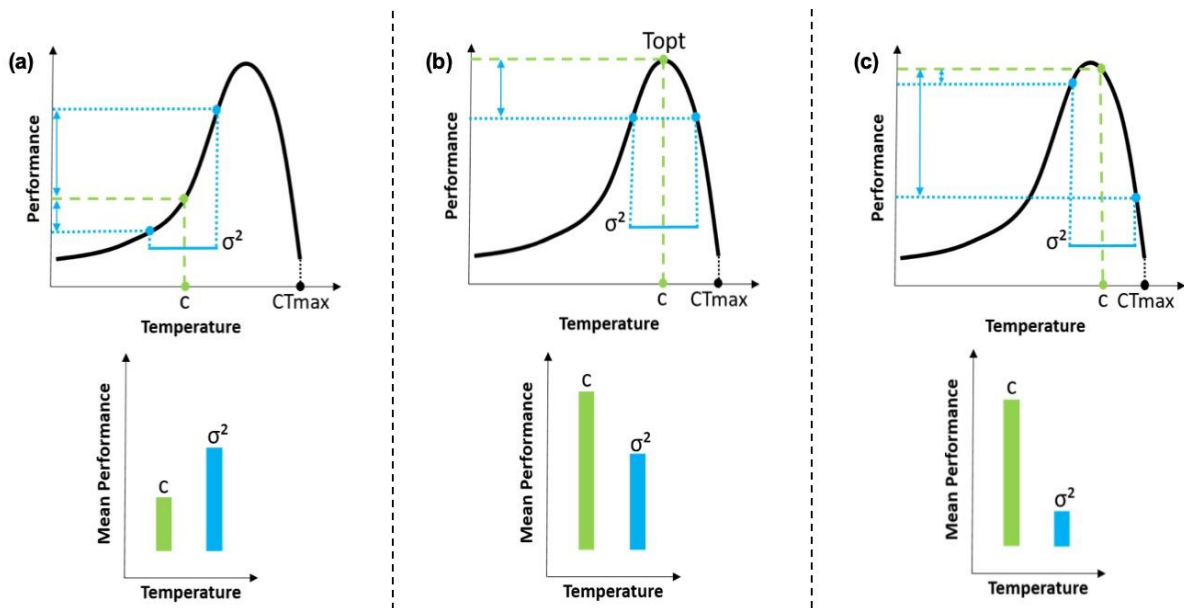 (a)
Performance
σ²
c
CTmax
Temperature
Mean Performance
c
σ²
Temperature
(b)
Topt
Performance
σ²
c
CTmax
Temperature
Mean Performance
c
σ²
Temperature
(c)
Performance
σ²
c
CTmax
Temperature
Mean Performance
c
σ²
Temperature